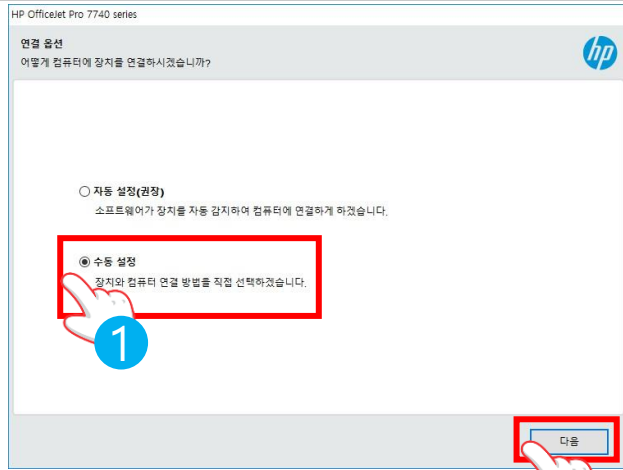 HP OfficeJet Pro 7740 series
연결 옵션
어떻게 컴퓨터에 장치를 연결하시겠습니까?
hp
자동 설정(권장)
소프트웨어가 장치를 자동 감지하여 컴퓨터에 연결하게 하겠습니다.
수동 설정
장치와 컴퓨터 연결 방법을 직접 선택하겠습니다.
1
다음